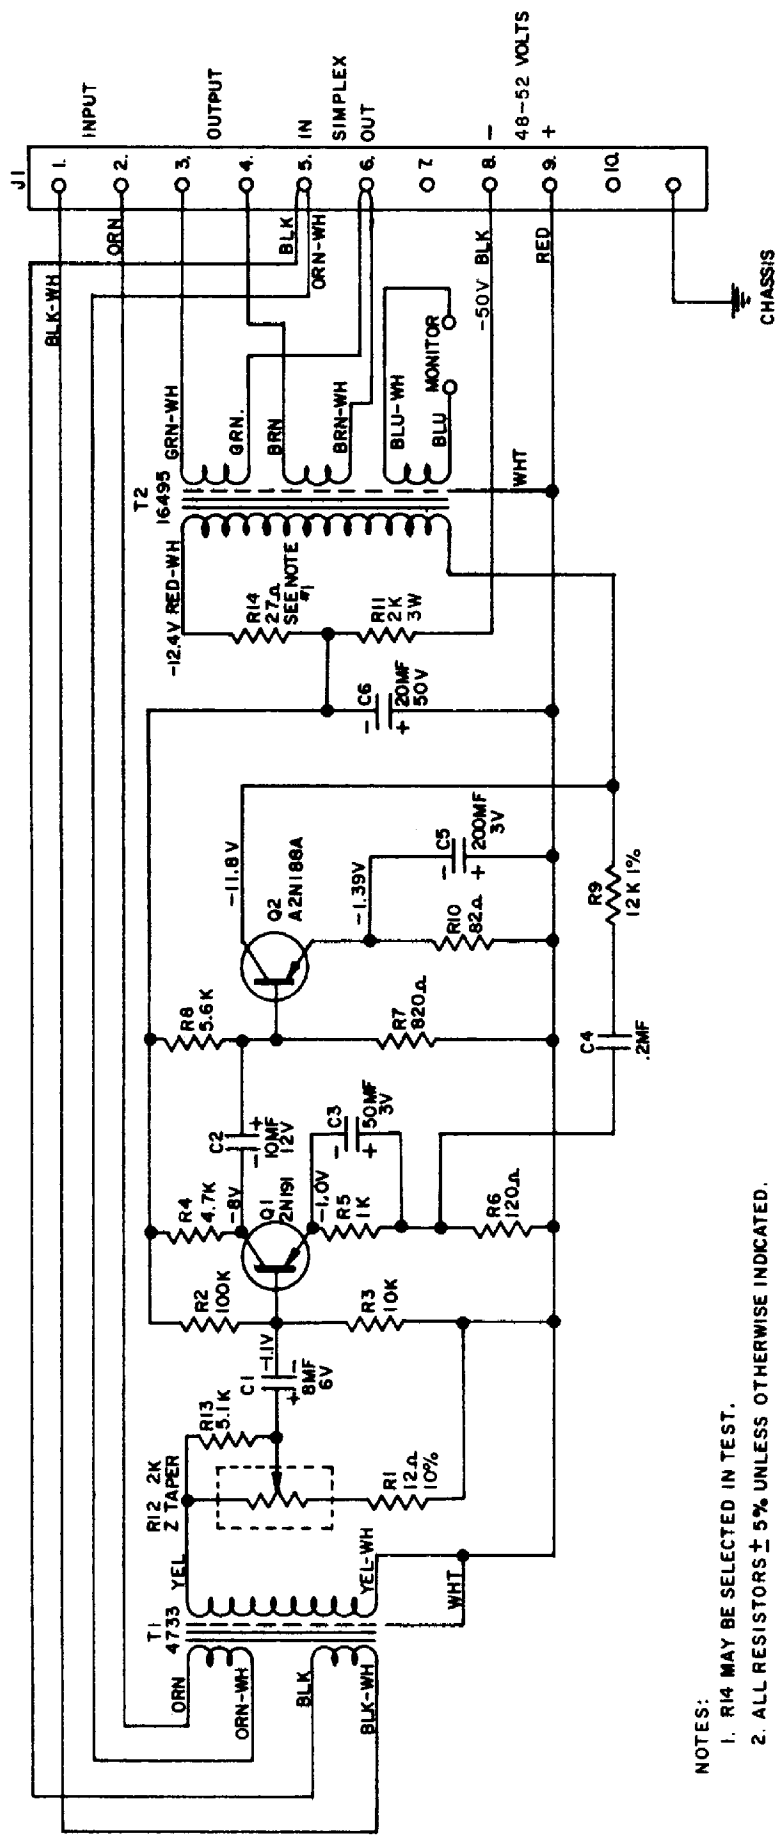 J1
1.
2.
3.
4.
5.
6.
7.
8.
9.
10.
INPUT
OUTPUT
IN
SIMPLEX
OUT
-
48-52 VOLTS
+
CHASSIS
BLK-WH
ORN
BLK
ORN-WH
-50V BLK
RED
GRN-WH
GRN.
BRN
BRN-WH
BLU-WH
MONITOR
BLU
WHT
T2
16495
-12.4V RED-WH
R14
27Ω
SEE NOTE
#1
R11
2K
3W
C6
-
+
20MF
50V
-11.8V
Q2
A2N188A
-1.39V
C5
-
+
200MF
3V
R10
82Ω
R9
12K 1%
R8
5.6K
R7
820Ω
C4
.2MF
C2
-
+
10MF
12V
C3
-
+
50MF
3V
R4
4.7K
-8V
Q1
2N191
-1.0V
R5
1K
R6
120Ω
R2
100K
R3
10K
-1.1V
C1
+
-
8MF
6V
R13
5.1K
R12 2K
Z TAPER
R1
12Ω
10%
YEL
YEL-WH
WHT
T1
4733
ORN
ORN-WH
BLK
BLK-WH
NOTES:
1. R14 MAY BE SELECTED IN TEST.
2. ALL RESISTORS ± 5% UNLESS OTHERWISE INDICATED.